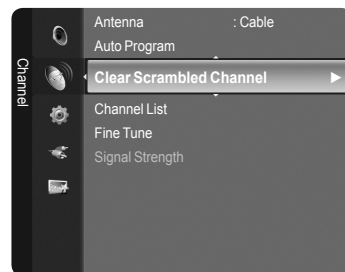 Channel
Antenna : Cable
Auto Program
Clear Scrambled Channel
Channel List
Fine Tune
Signal Strength